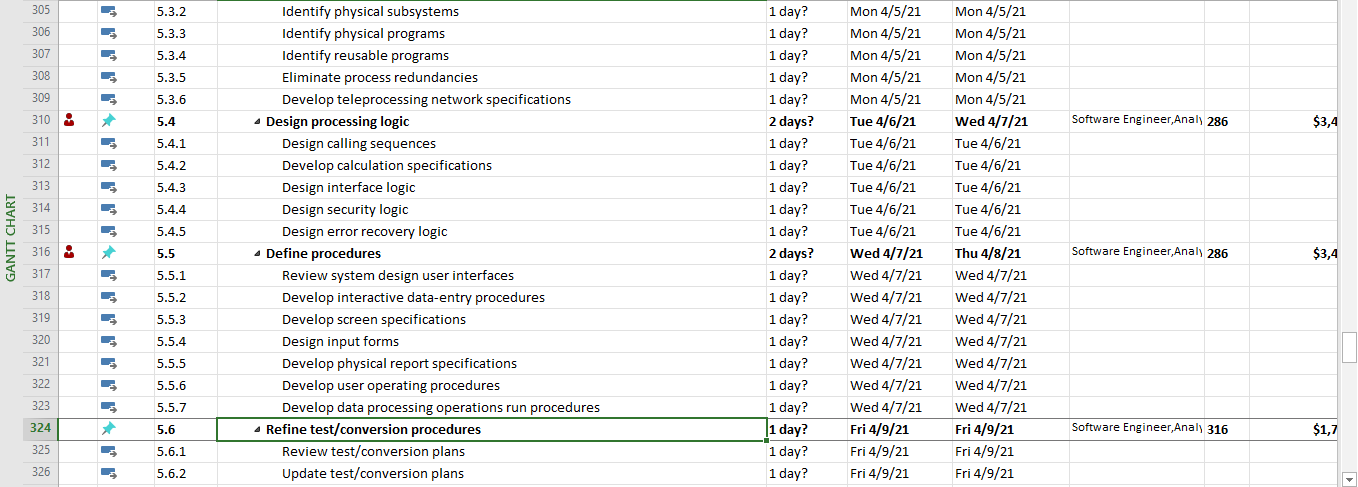 GANTT CHART
305 5.3.2 Identify physical subsystems 1 day? Mon 4/5/21 Mon 4/5/21
306 5.3.3 Identify physical programs 1 day? Mon 4/5/21 Mon 4/5/21
307 5.3.4 Identify reusable programs 1 day? Mon 4/5/21 Mon 4/5/21
308 5.3.5 Eliminate process redundancies 1 day? Mon 4/5/21 Mon 4/5/21
309 5.3.6 Develop teleprocessing network specifications 1 day? Mon 4/5/21 Mon 4/5/21
310 5.4 Design processing logic 2 days? Tue 4/6/21 Wed 4/7/21 Software Engineer,Analy 286 $3,4
311 5.4.1 Design calling sequences 1 day? Tue 4/6/21 Tue 4/6/21
312 5.4.2 Develop calculation specifications 1 day? Tue 4/6/21 Tue 4/6/21
313 5.4.3 Design interface logic 1 day? Tue 4/6/21 Tue 4/6/21
314 5.4.4 Design security logic 1 day? Tue 4/6/21 Tue 4/6/21
315 5.4.5 Design error recovery logic 1 day? Tue 4/6/21 Tue 4/6/21
316 5.5 Define procedures 2 days? Wed 4/7/21 Thu 4/8/21 Software Engineer,Analy 286 $3,4
317 5.5.1 Review system design user interfaces 1 day? Wed 4/7/21 Wed 4/7/21
318 5.5.2 Develop interactive data-entry procedures 1 day? Wed 4/7/21 Wed 4/7/21
319 5.5.3 Develop screen specifications 1 day? Wed 4/7/21 Wed 4/7/21
320 5.5.4 Design input forms 1 day? Wed 4/7/21 Wed 4/7/21
321 5.5.5 Develop physical report specifications 1 day? Wed 4/7/21 Wed 4/7/21
322 5.5.6 Develop user operating procedures 1 day? Wed 4/7/21 Wed 4/7/21
323 5.5.7 Develop data processing operations run procedures 1 day? Wed 4/7/21 Wed 4/7/21
324 5.6 Refine test/conversion procedures 1 day? Fri 4/9/21 Fri 4/9/21 Software Engineer,Analy 316 $1,7
325 5.6.1 Review test/conversion plans 1 day? Fri 4/9/21 Fri 4/9/21
326 5.6.2 Update test/conversion plans 1 day? Fri 4/9/21 Fri 4/9/21